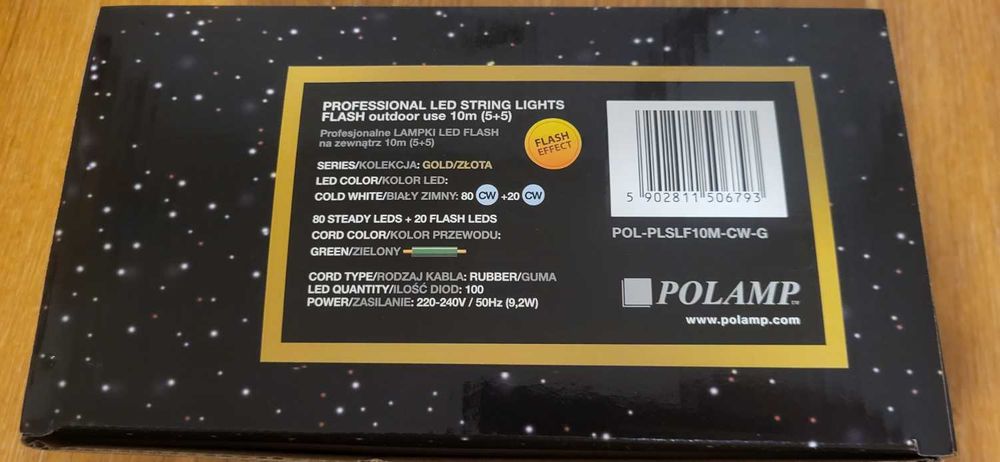 PROFESSIONAL LED STRING LIGHTS
FLASH outdoor use 10m (5+5)
Profesjonalne LAMPKI LED FLASH
na zewnątrz 10m (5+5)
FLASH
EFFECT
SERIES/KOLEKCJA: GOLD/ZŁOTA
LED COLOR/KOLOR LED:
COLD WHITE/BIAŁY ZIMNY: 80 CW +20 CW
80 STEADY LEDS + 20 FLASH LEDS
CORD COLOR/KOLOR PRZEWODU:
GREEN/ZIELONY
CORD TYPE/RODZAJ KABLA: RUBBER/GUMA
LED QUANTITY/ILOŚĆ DIOD: 100
POWER/ZASILANIE: 220-240V / 50Hz (9,2W)
5 902811 506793
POL-PLSLF10M-CW-G
POLAMP™
www.polamp.com